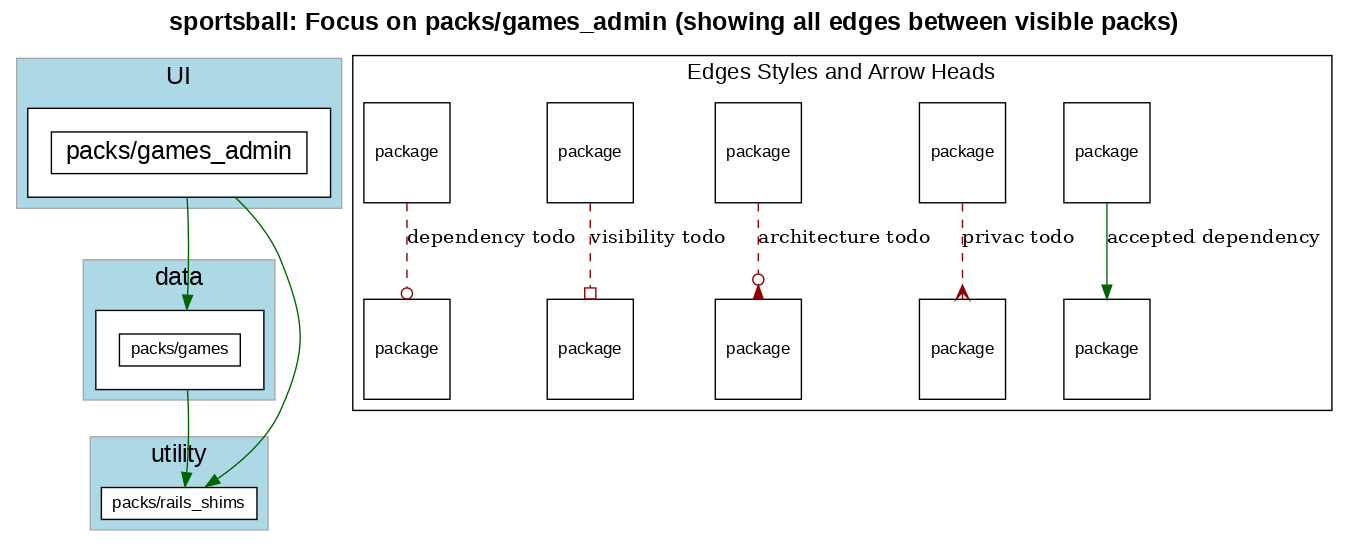 sportsball: Focus on packs/games_admin (showing all edges between visible packs)
UI
packs/games_admin
data
packs/games
utility
packs/rails_shims
Edges Styles and Arrow Heads
package package package package package
dependency todo visibility todo architecture todo privac todo accepted dependency
package package package package package